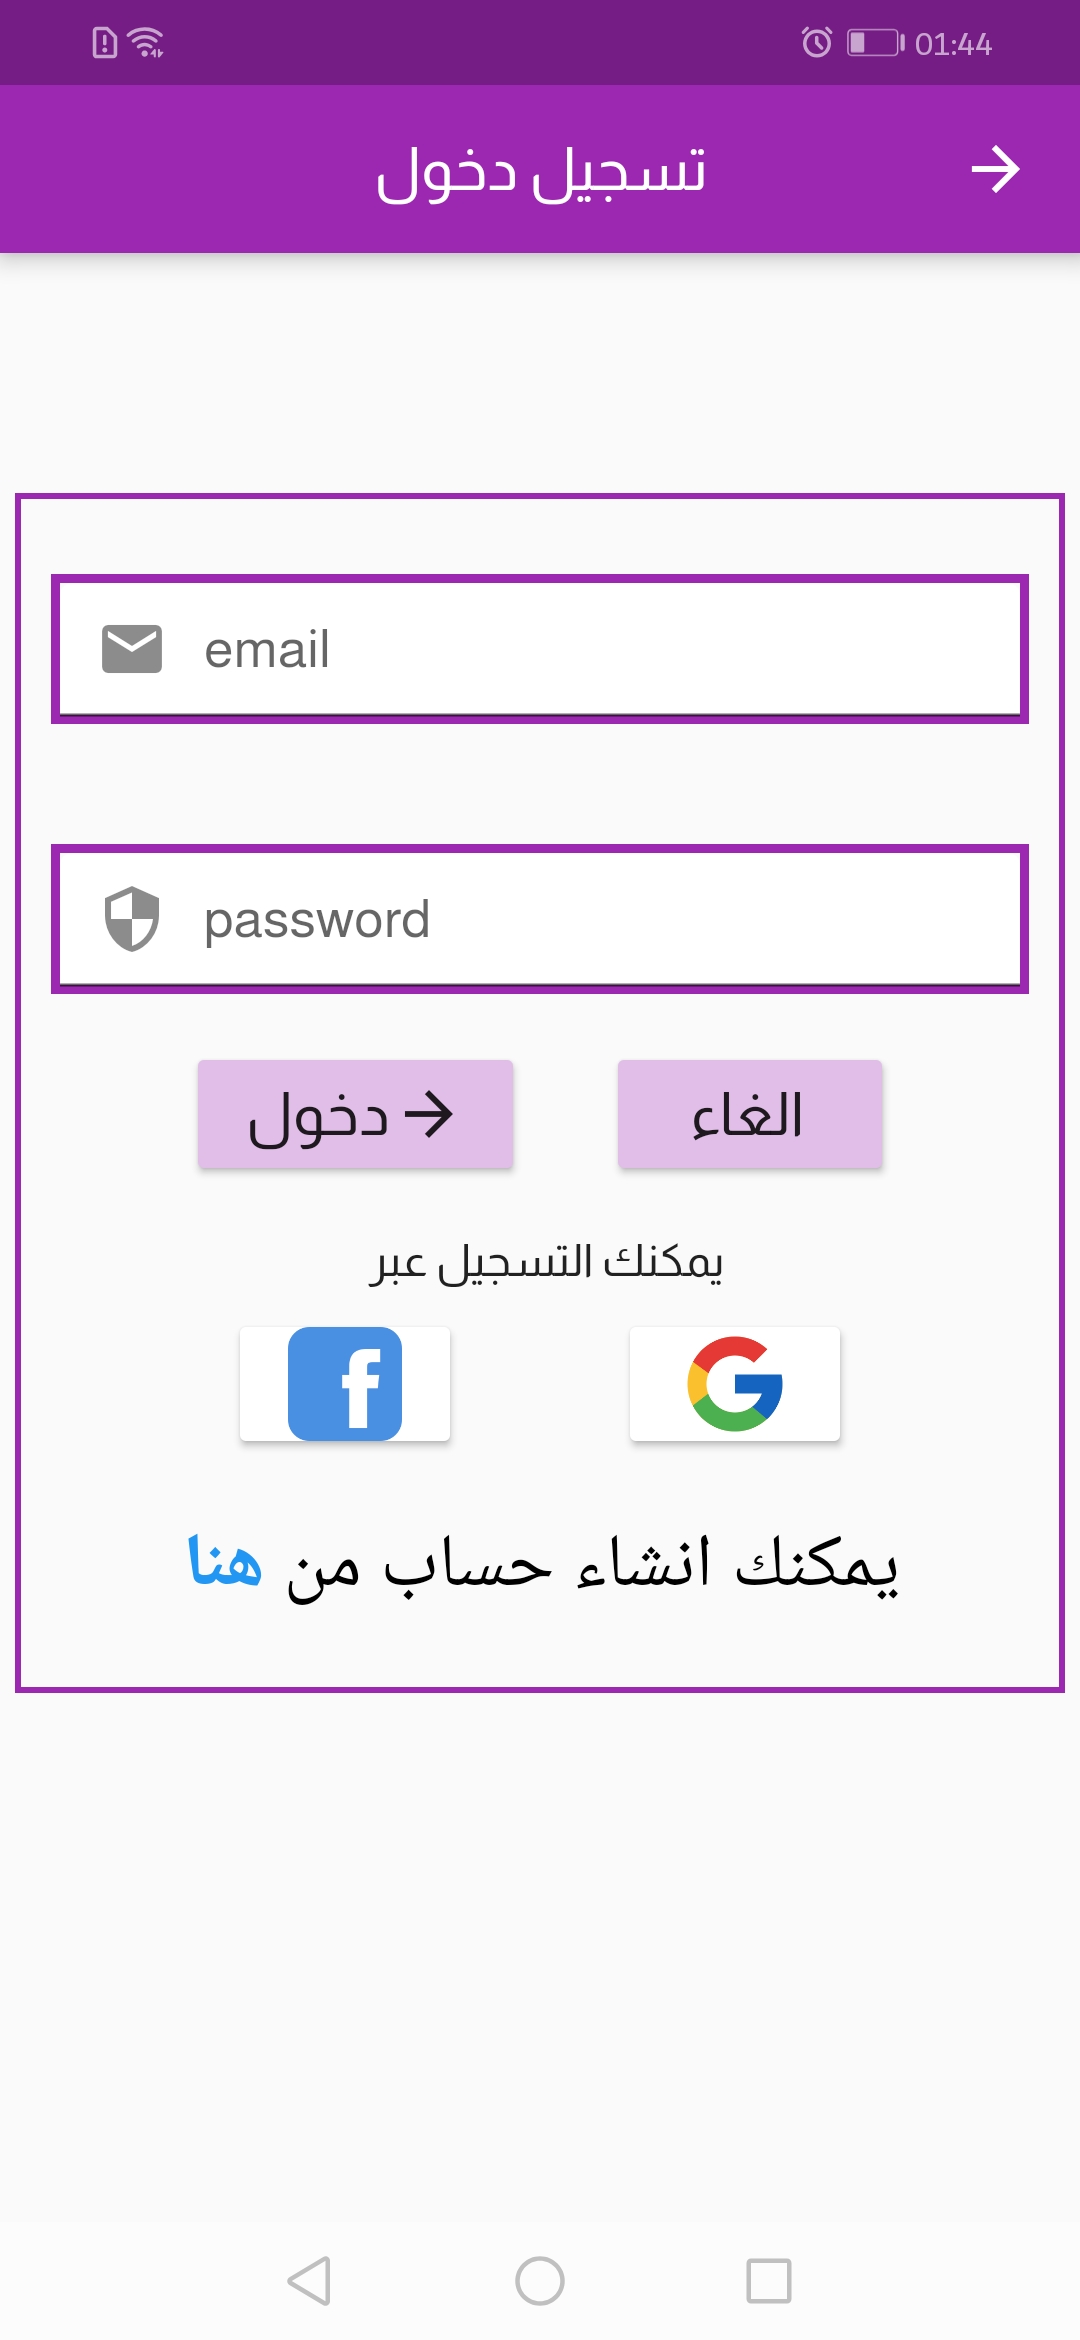 01:44
تسجيل دخول
email
password
الغاء
دخول
يمكنك التسجيل عبر
يمكنك انشاء حساب من هنا